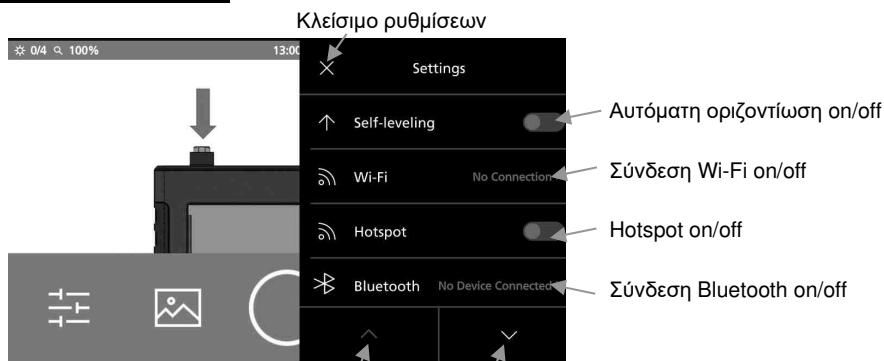 Κλείσιμο ρυθμίσεων
0/4 100% 13:00
Settings
Self-leveling
Αυτόματη οριζοντίωση on/off
Wi-Fi No Connection
Σύνδεση Wi-Fi on/off
Hotspot
Hotspot on/off
Bluetooth No Device Connected
Σύνδεση Bluetooth on/off